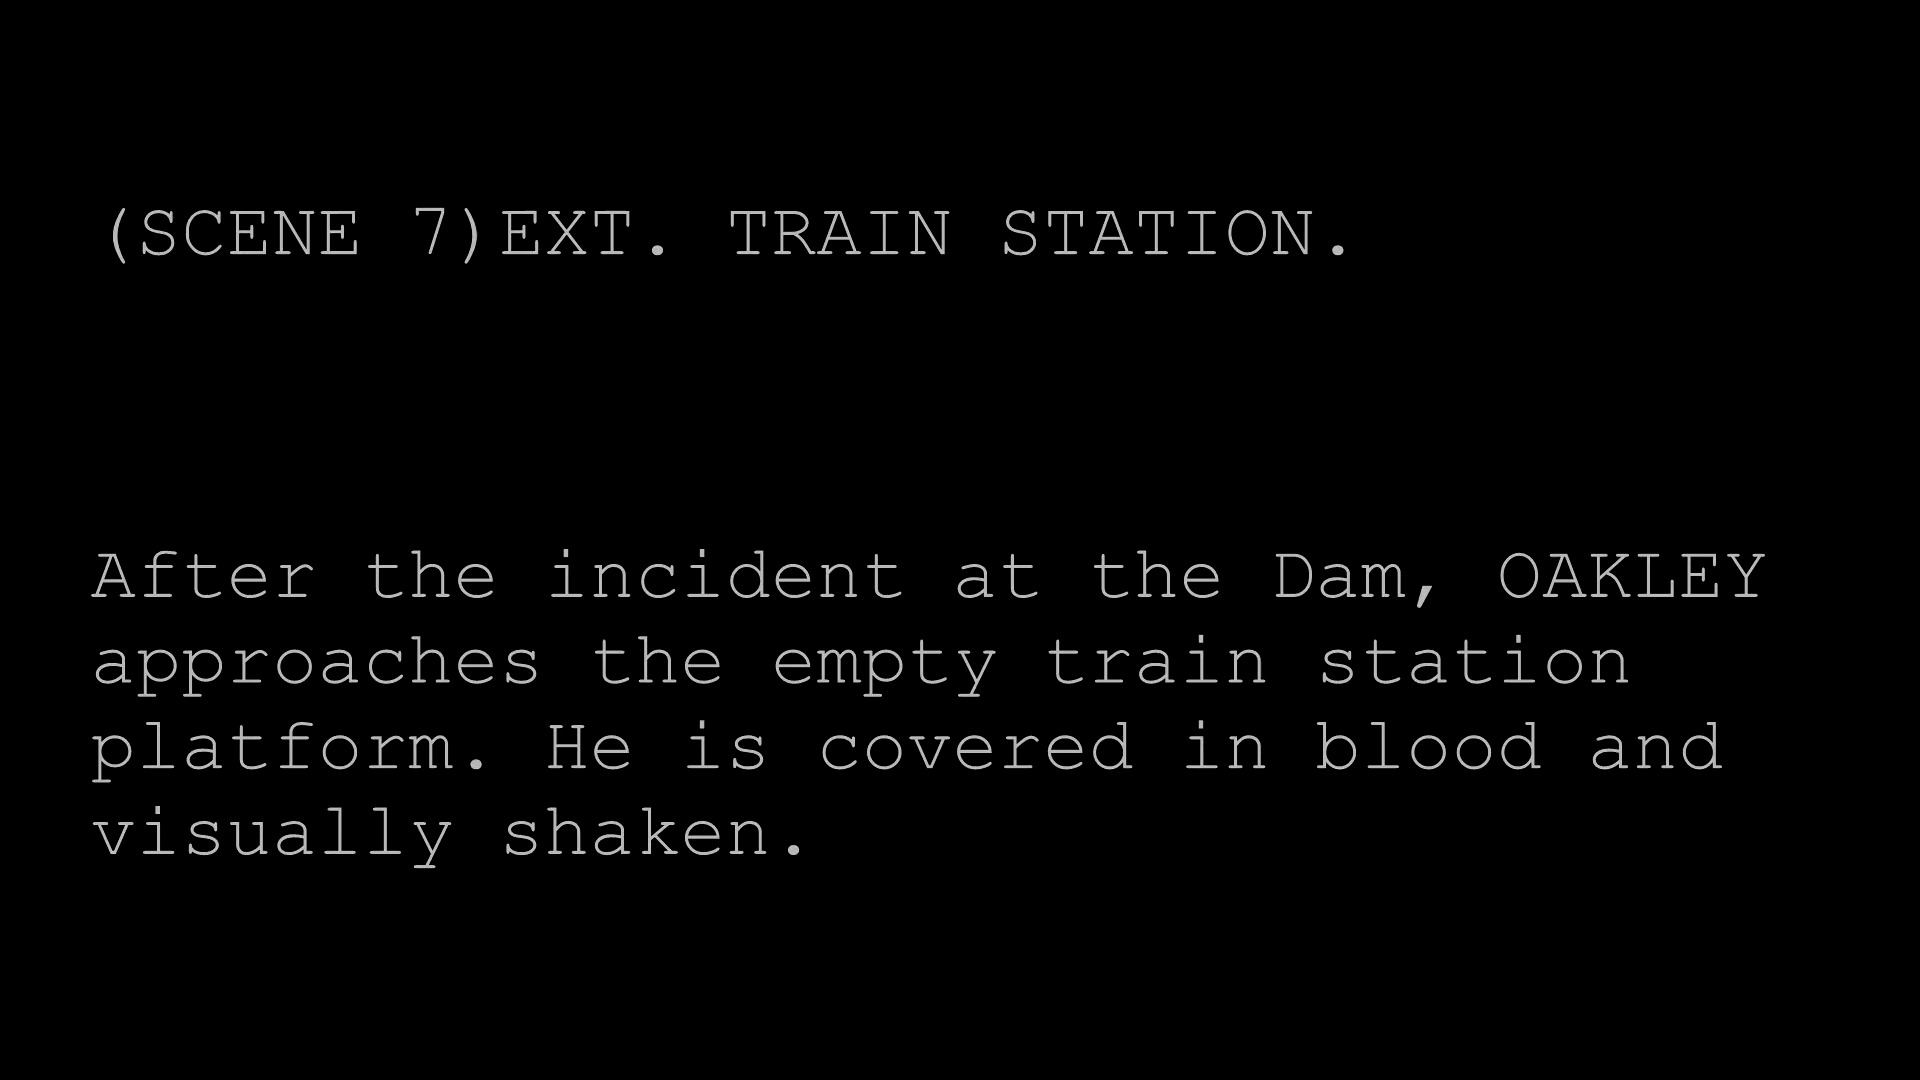 (SCENE 7)EXT. TRAIN STATION.
After the incident at the Dam, OAKLEY
approaches the empty train station
platform. He is covered in blood and
visually shaken.